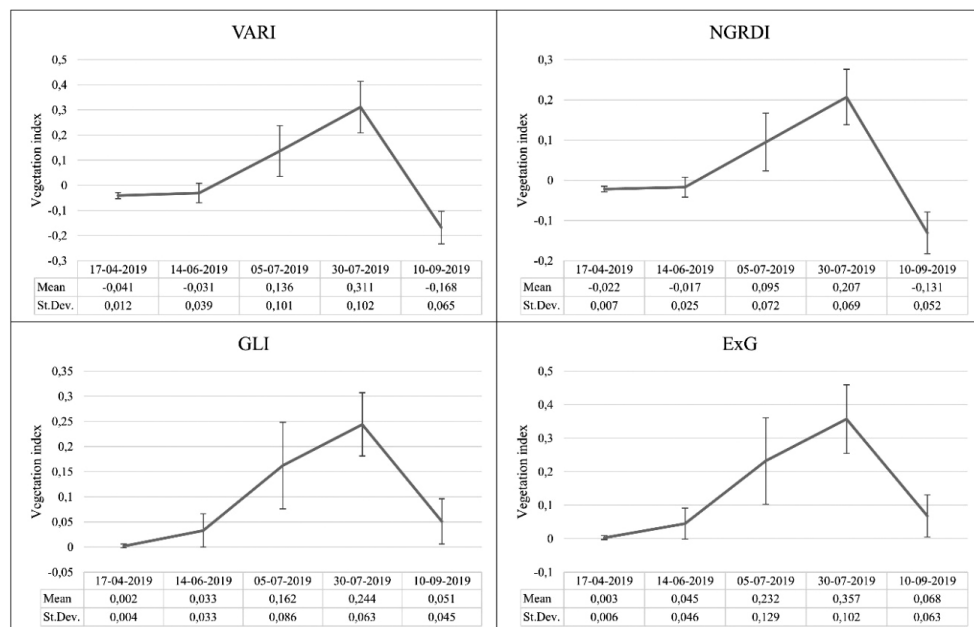 VARI
Vegetation index
0,5
0,4
0,3
0,2
0,1
0
-0,1
-0,2
-0,3
17-04-2019 14-06-2019 05-07-2019 30-07-2019 10-09-2019
Mean -0,041 -0,031 0,136 0,311 -0,168
St.Dev. 0,012 0,039 0,101 0,102 0,065
NGRDI
Vegetation index
0,3
0,2
0,1
0
-0,1
-0,2
17-04-2019 14-06-2019 05-07-2019 30-07-2019 10-09-2019
Mean -0,022 -0,017 0,095 0,207 -0,131
St.Dev. 0,007 0,025 0,072 0,069 0,052
GLI
Vegetation index
0,35
0,3
0,25
0,2
0,15
0,1
0,05
0
-0,05
17-04-2019 14-06-2019 05-07-2019 30-07-2019 10-09-2019
Mean 0,002 0,033 0,162 0,244 0,051
St.Dev. 0,004 0,033 0,086 0,063 0,045
ExG
Vegetation index
0,5
0,4
0,3
0,2
0,1
0
-0,1
17-04-2019 14-06-2019 05-07-2019 30-07-2019 10-09-2019
Mean 0,003 0,045 0,232 0,357 0,068
St.Dev. 0,006 0,046 0,129 0,102 0,063